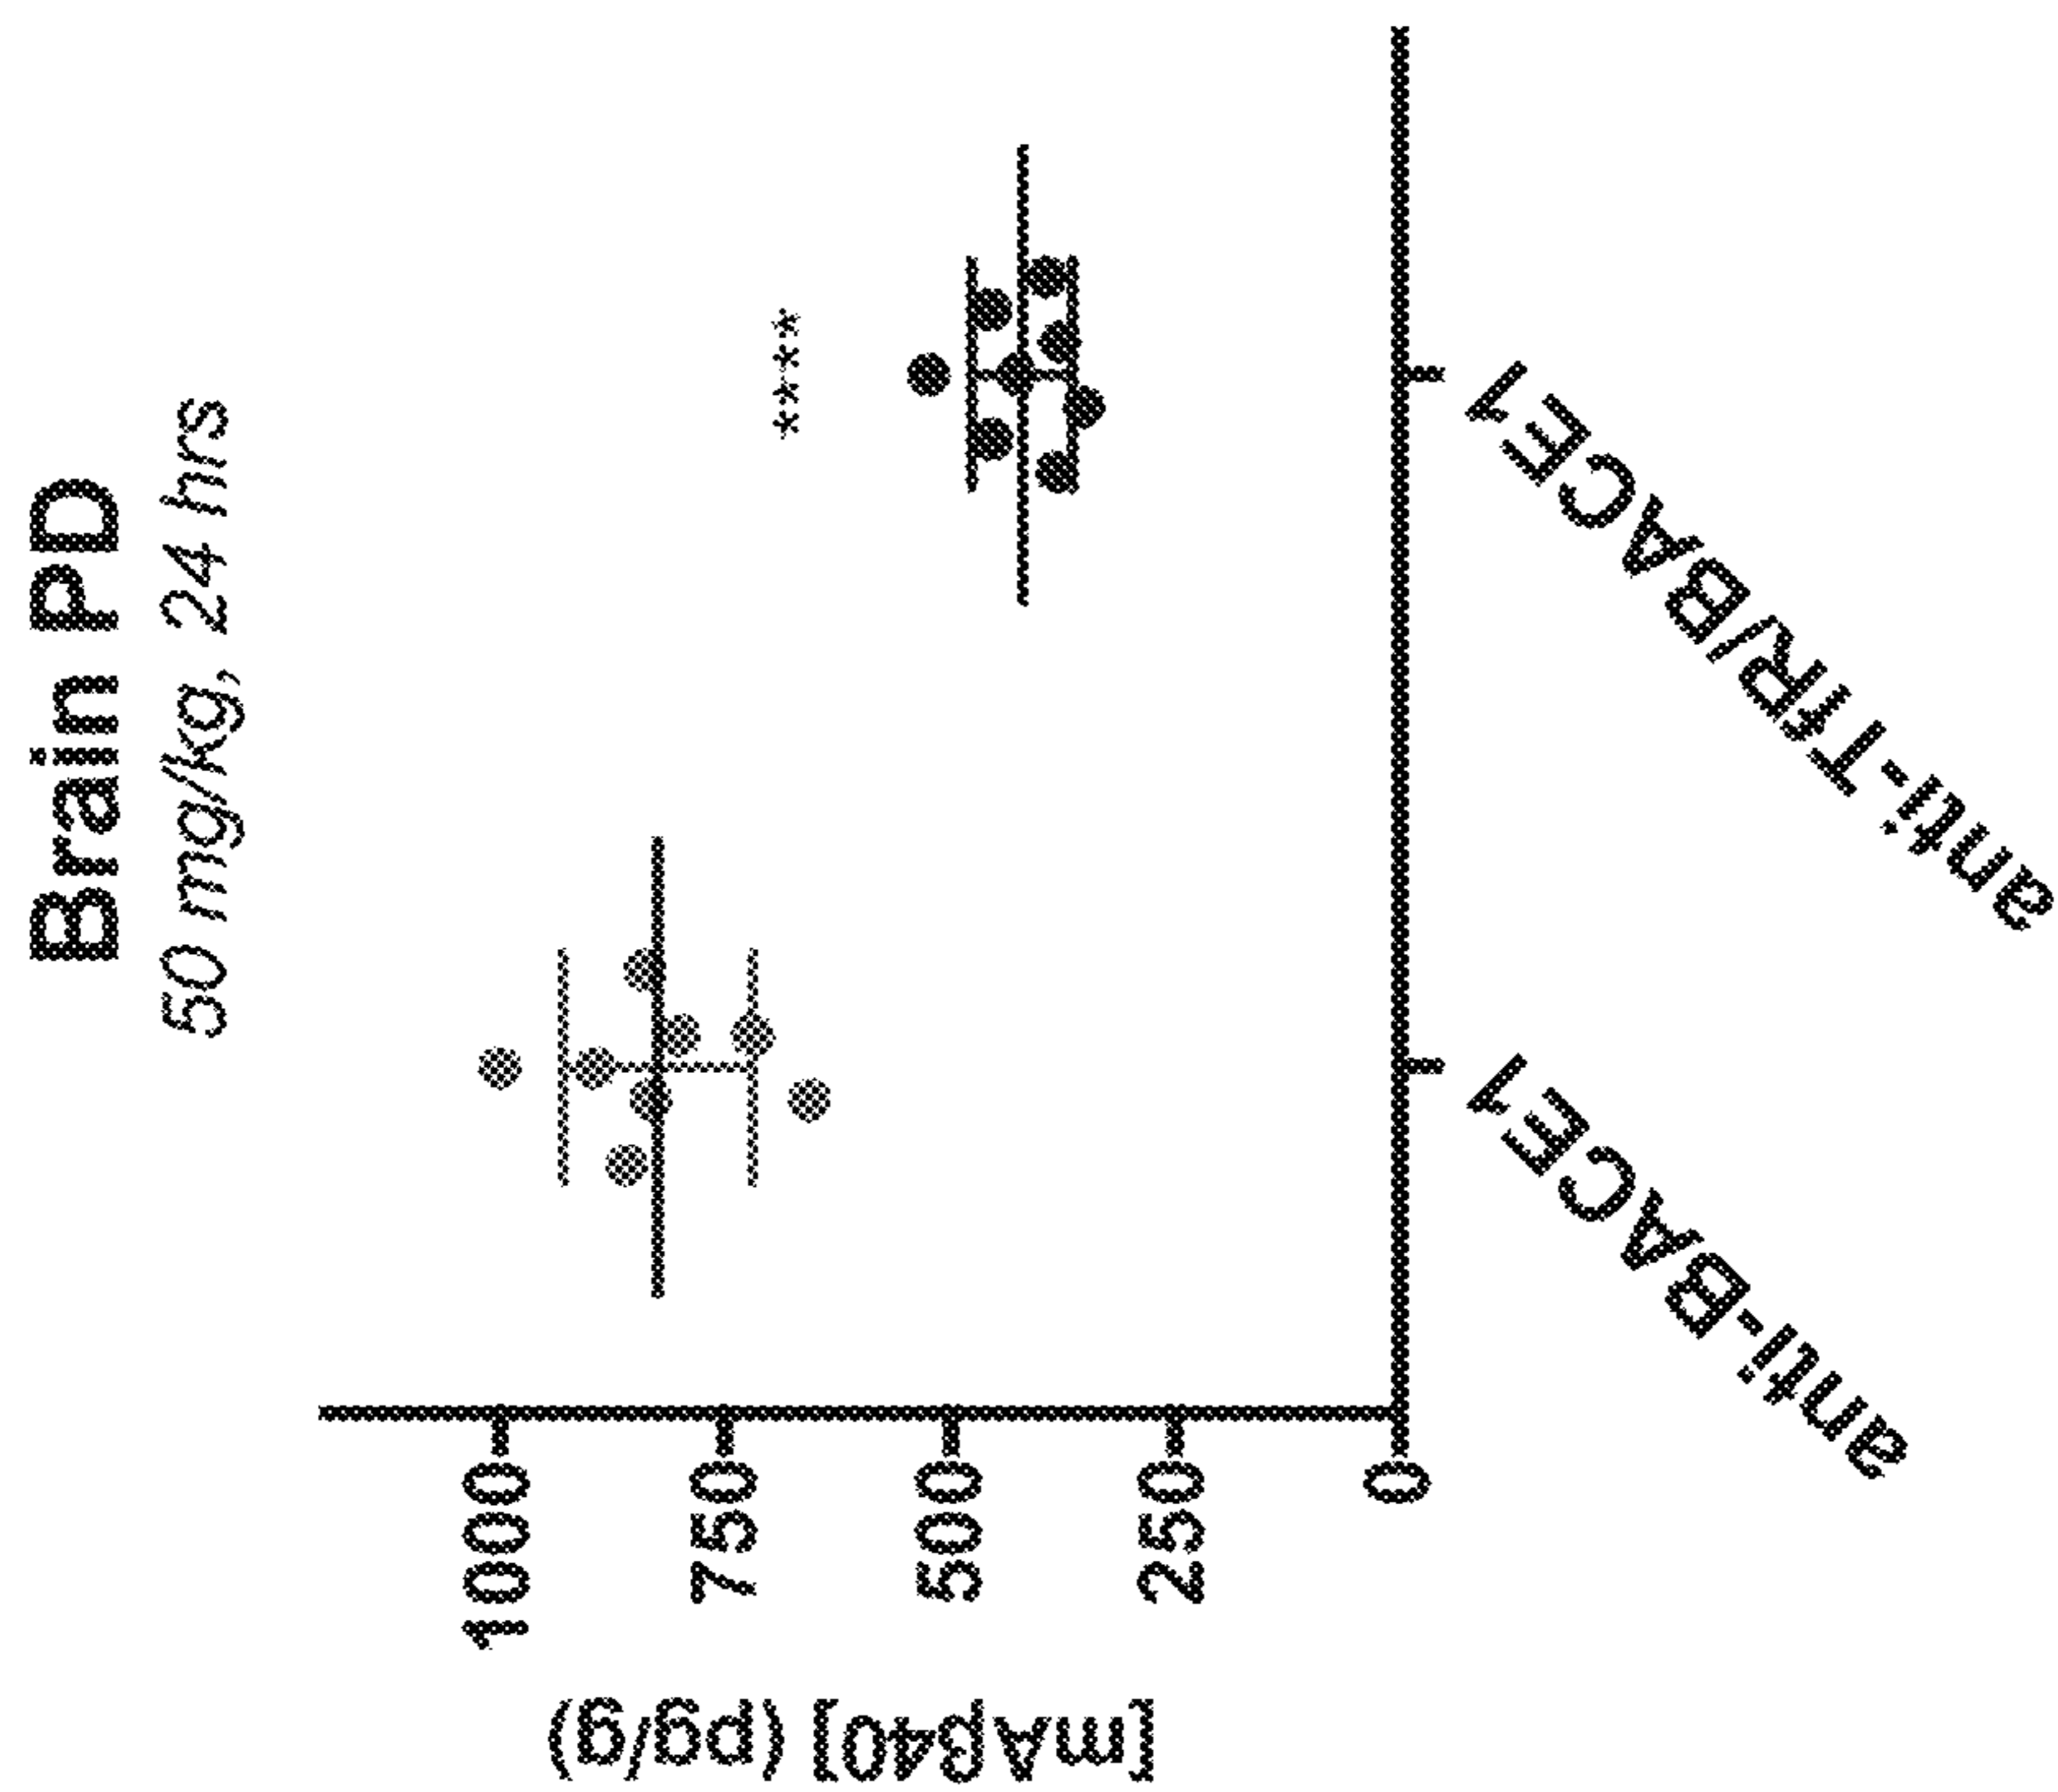 Brain PD
50 mg/kg, 24 hrs
[mAβ40] (pg/g)
1000
750
500
250
0
****
anti-BACE1
anti-TfR/BACE1